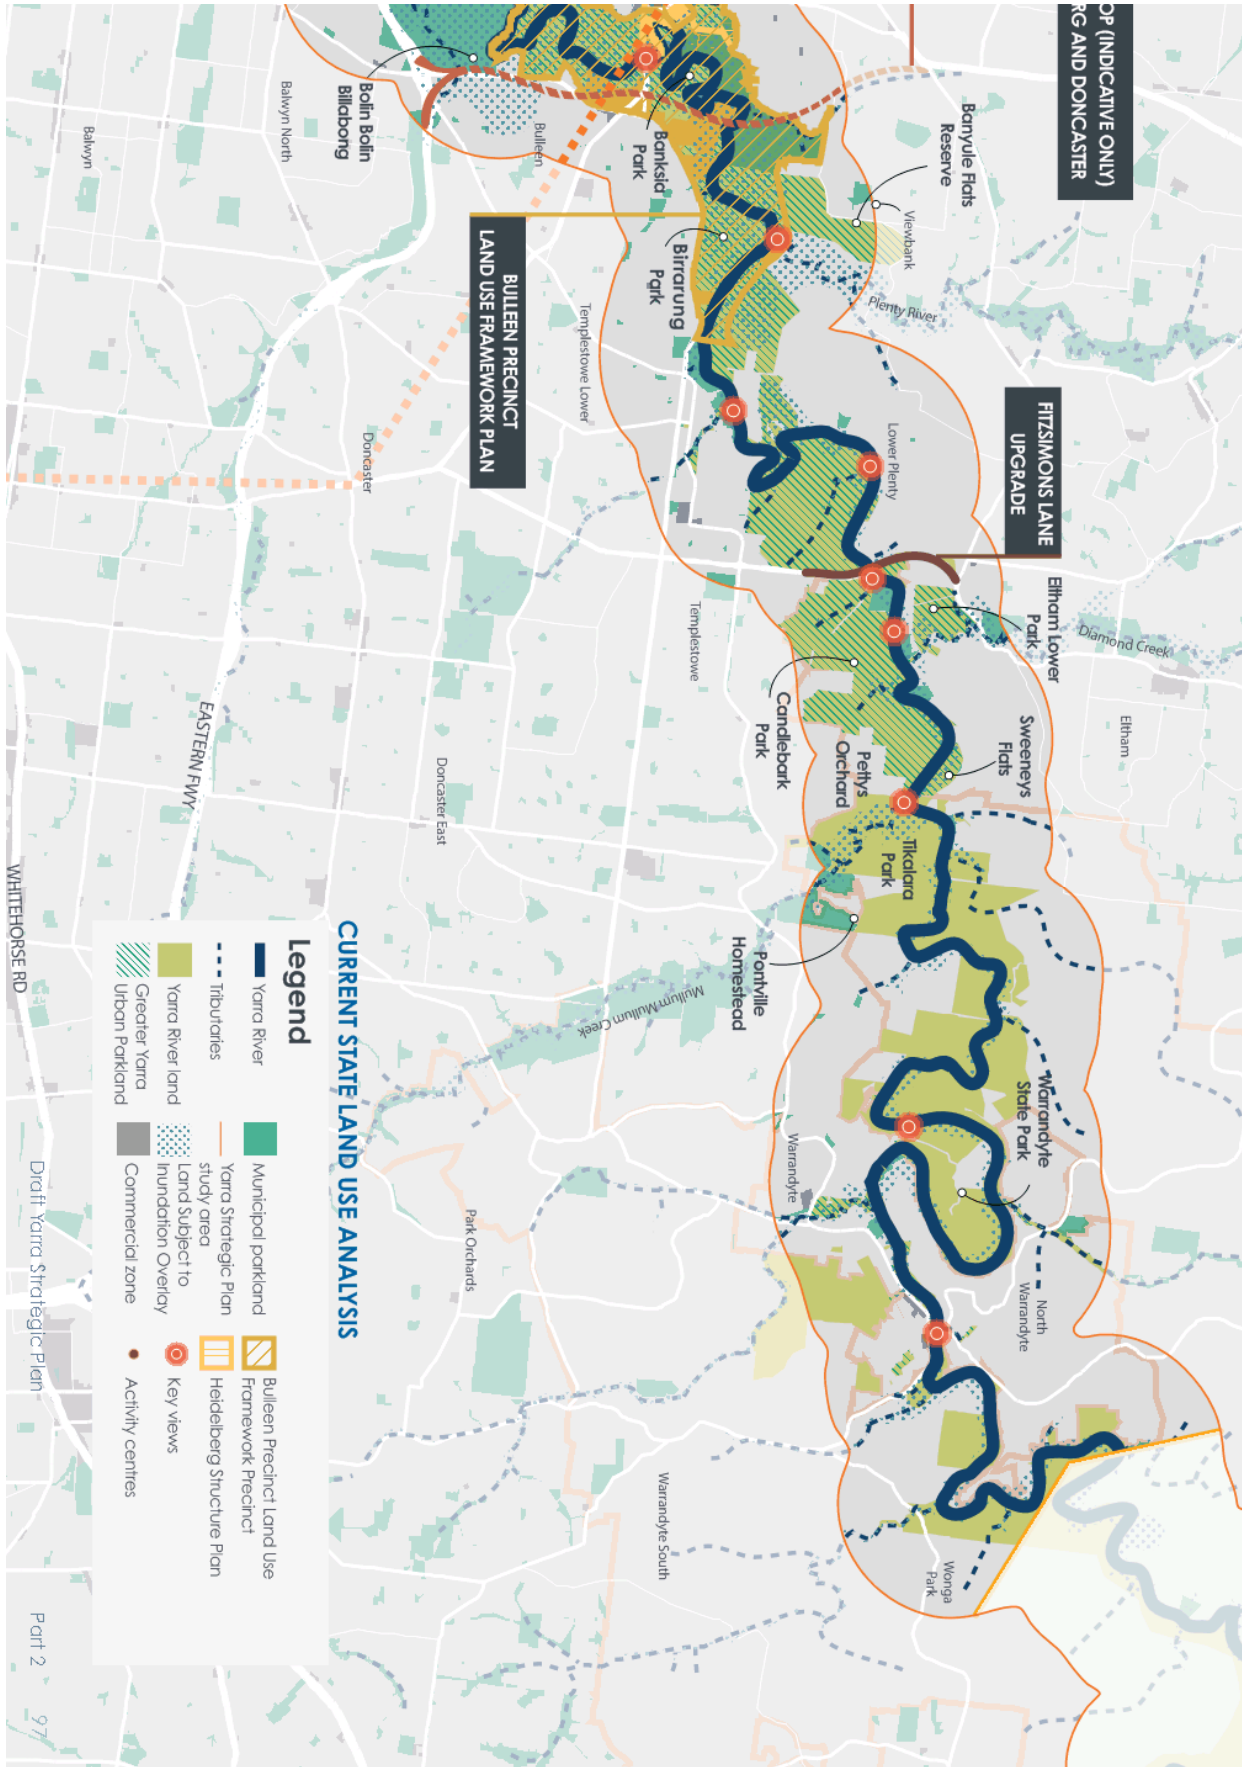 OP (INDICATIVE ONLY)
RG AND DONCASTER
Banyule Flats
Reserve
Viewbank
Plenty River
Bolin Bolin
Billabong
Balwyn North
Balwyn
Bulleen
Banksia
Park
Birrarung
Park
BULLEEN PRECINCT
LAND USE FRAMEWORK PLAN
Templestowe Lower
Doncaster
Lower Plenty
FITZSIMONS LANE
UPGRADE
Eltham Lower
Park
Diamond Creek
Eltham
Templestowe
Candlebark
Park
Pettys
Orchard
Sweeneys
Flats
EASTERN FWY
Doncaster East
Tikalara
Park
Pontville
Homestead
Mullum Mullum Creek
WHITEHORSE RD
Warrandyte
State Park
Warrandyte
North
Warrandyte
Park Orchards
Warrandyte South
Wonga
Park
CURRENT STATE LAND USE ANALYSIS
Legend
Yarra River
Tributaries
Yarra River land
Greater Yarra
Urban Parkland
Municipal parkland
Yarra Strategic Plan
study area
Land Subject to
Inundation Overlay
Commercial zone
Bulleen Precinct Land Use
Framework Precinct
Heidelberg Structure Plan
Key views
Activity centres
Draft Yarra Strategic Plan
Part 2
97